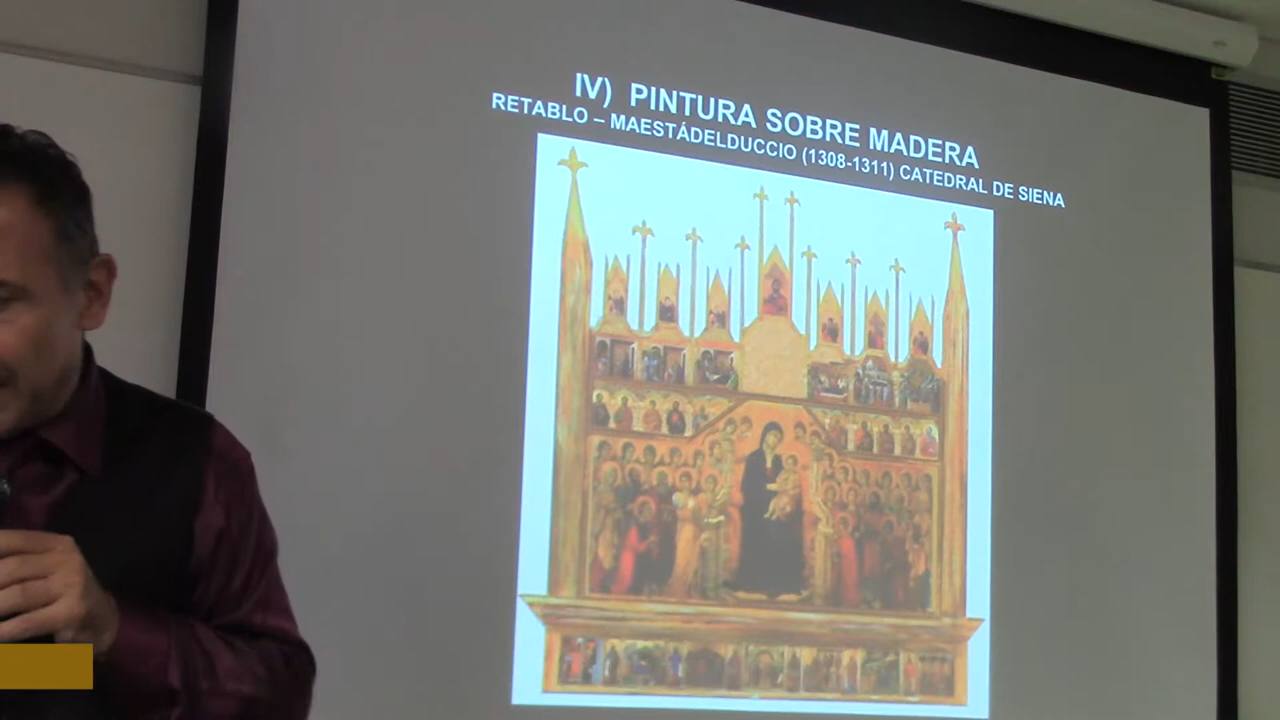 IV) PINTURA SOBRE MADERA
RETABLO – MAESTÁDELDUCCIO (1308-1311) CATEDRAL DE SIENA